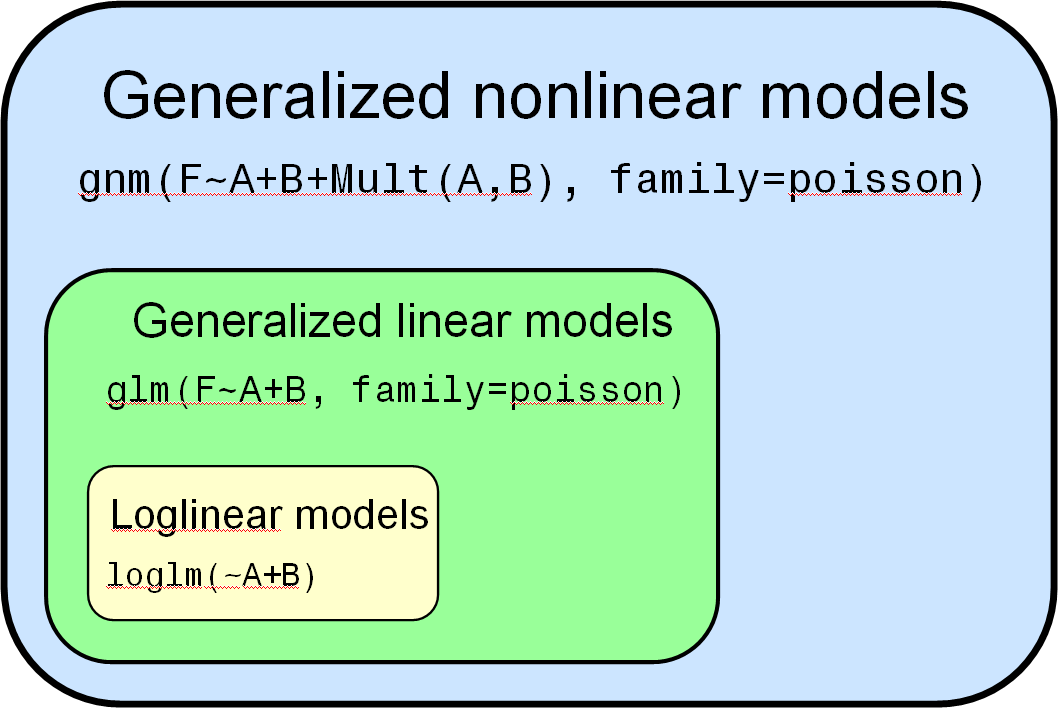 Generalized nonlinear models
gnm(F~A+B+Mult(A,B), family=poisson)
Generalized linear models
glm(F~A+B, family=poisson)
Loglinear models
loglm(~A+B)